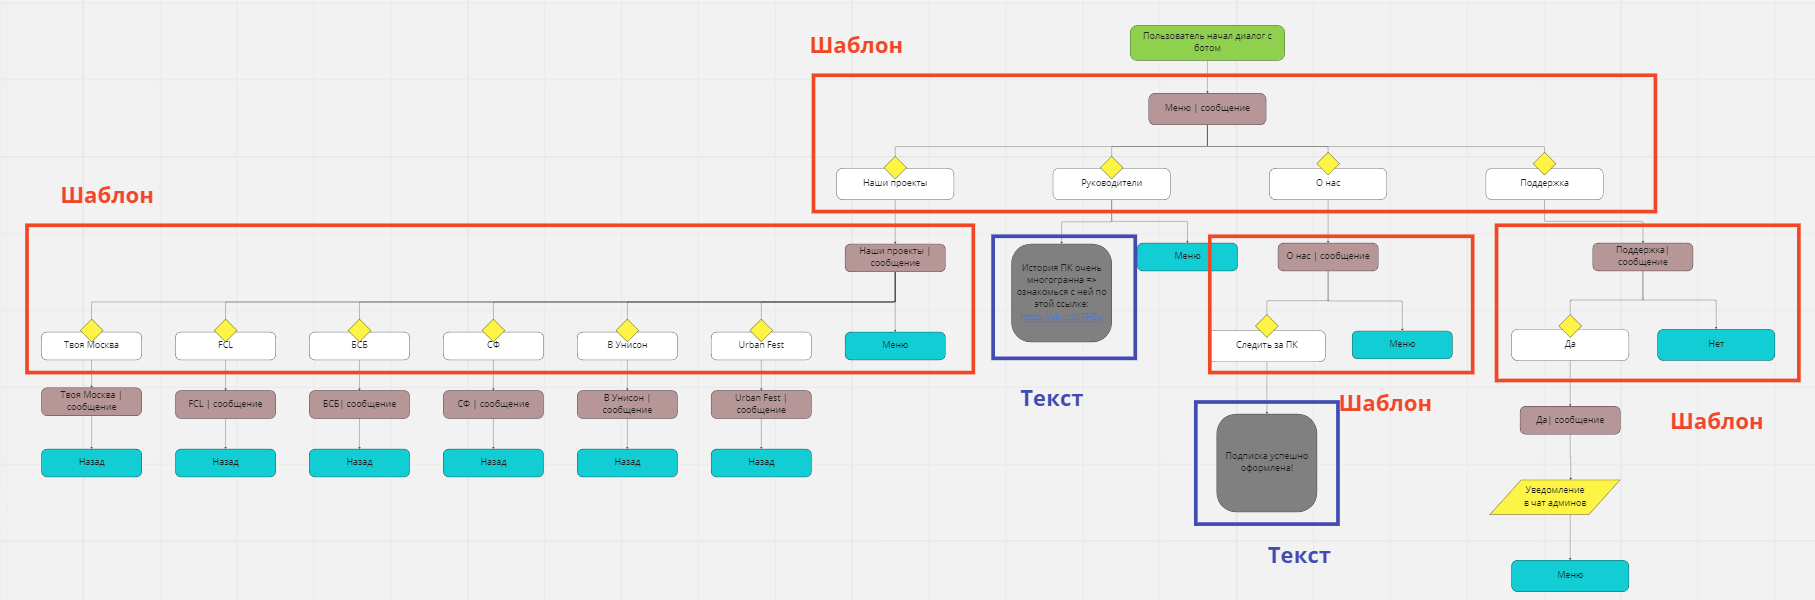 Пользователь начал диалог с
ботом
Шаблон
Меню | сообщение
Наши проекты
Руководители
О нас
Поддержка
Шаблон
Наши проекты |
сообщение
История ПК очень
многогранна =>
ознакомься с ней по
этой ссылке:
Меню
О нас | сообщение
Поддержка|
сообщение
Твоя Москва
FCL
БСБ
СФ
В Унисон
Urban Fest
Меню
Следить за ПК
Меню
Да
Нет
Твоя Москва |
сообщение
FCL | сообщение
БСБ| сообщение
СФ | сообщение
В Унисон |
сообщение
Urban Fest |
сообщение
Текст
Шаблон
Да| сообщение
Шаблон
Назад
Назад
Назад
Назад
Назад
Назад
Подписка успешно
оформлена!
Уведомление
в чат админов
Текст
Меню